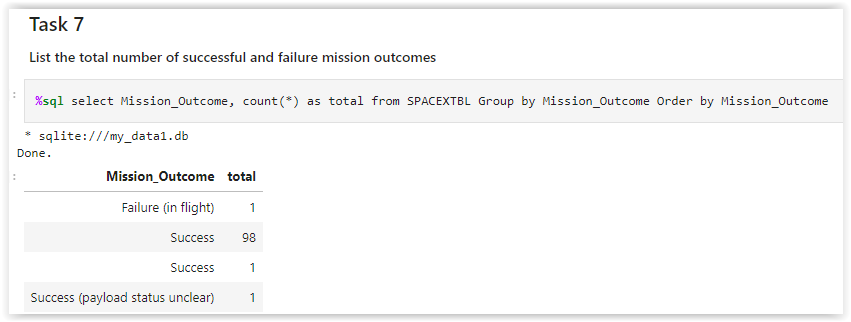 Task 7
List the total number of successful and failure mission outcomes
: %sql select Mission_Outcome, count(*) as total from SPACEXTBL Group by Mission_Outcome Order by Mission_Outcome
* sqlite:///my_data1.db
Done.
: Mission_Outcome total
Failure (in flight) 1
Success 98
Success 1
Success (payload status unclear) 1